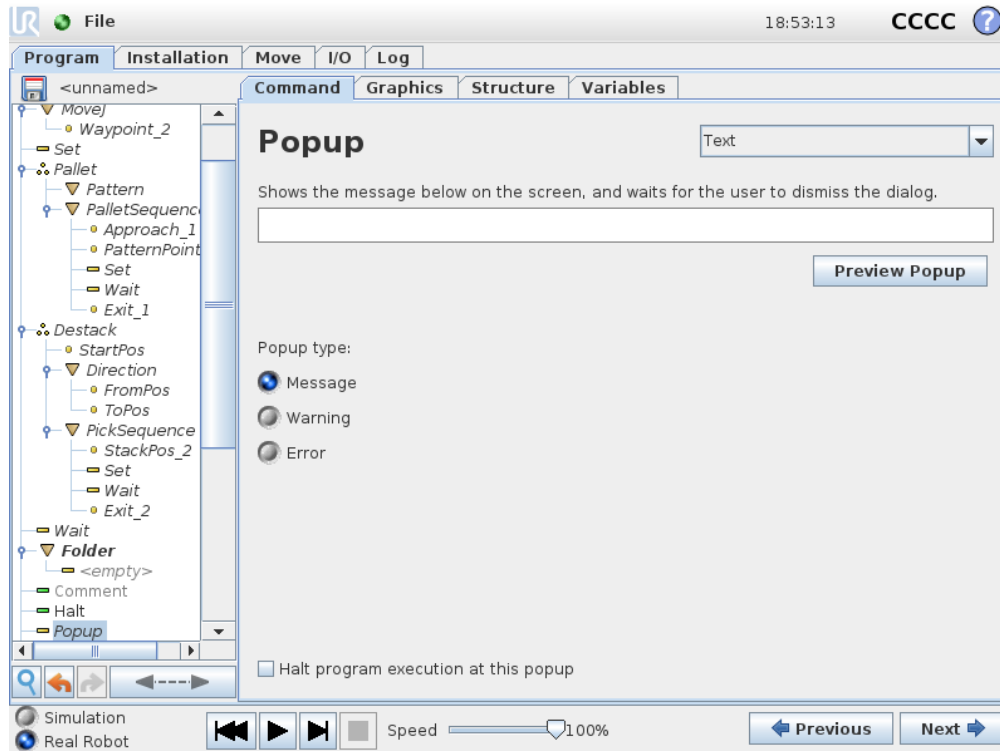 UR File 18:53:13 CCCC ?
Program Installation Move I/O Log
<unnamed>
Command Graphics Structure Variables
MoveJ
Waypoint_2
Set
Pallet
Pattern
PalletSequenc
Approach_1
PatternPoint
Set
Wait
Exit_1
Destack
StartPos
Direction
FromPos
ToPos
PickSequence
StackPos_2
Set
Wait
Exit_2
Wait
Folder
<empty>
Comment
Halt
Popup
Popup
Text
Shows the message below on the screen, and waits for the user to dismiss the dialog.
Preview Popup
Popup type:
Message
Warning
Error
Halt program execution at this popup
Simulation
Real Robot
Speed 100%
Previous Next